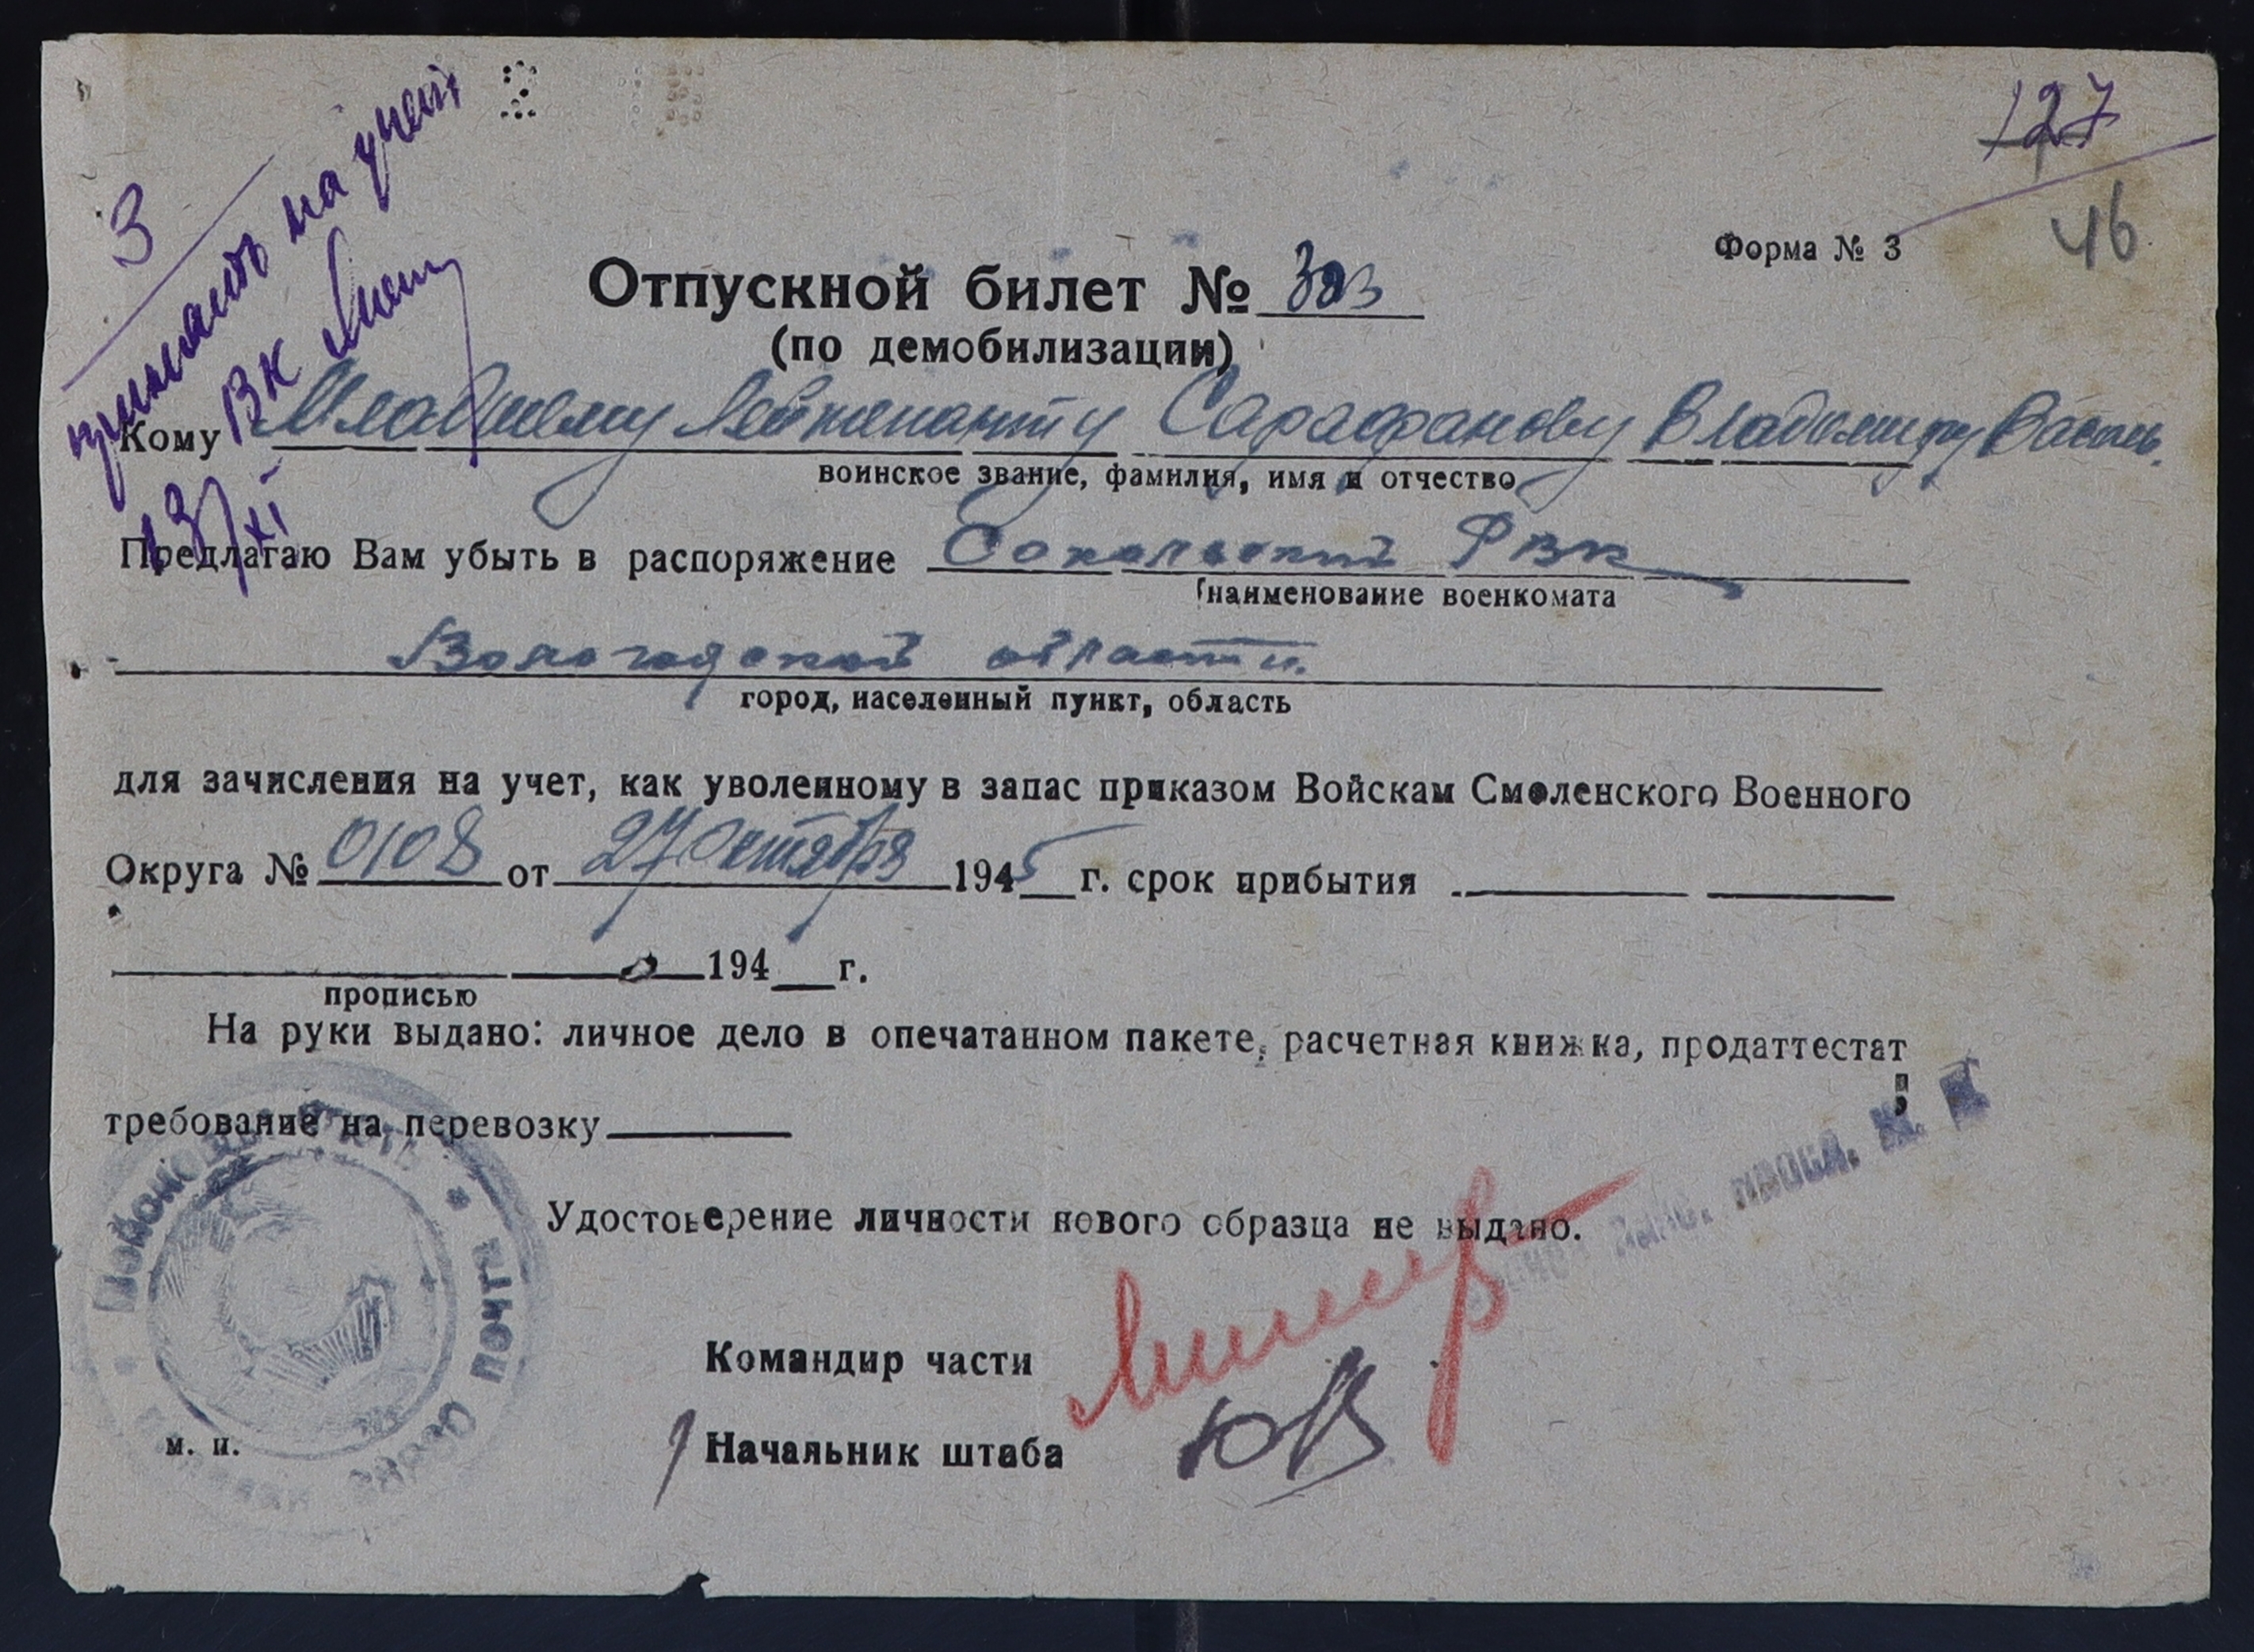 127
46
3
принять на учет
ВК
13/XI
Форма № 3
Отпускной билет № 323
(по демобилизации)
Кому Младшему Лейтенанту Сарафанову Владимиру Васил.
воинское звание, фамилия, имя и отчество
Предлагаю Вам убыть в распоряжение Сокольский РВК
(наименование военкомата
Вологодской области.
город, населенный пункт, область
для зачисления на учет, как уволенному в запас приказом Войскам Смоленского Военного
Округа № 0108 от 27 Октября 1945 г. срок прибытия
194 г.
прописью
На руки выдано: личное дело в опечатанном пакете, расчетная книжка, продаттестат
требование на перевозку
Удостоверение личности нового образца не выдано.
Командир части
Начальник штаба
м. п.